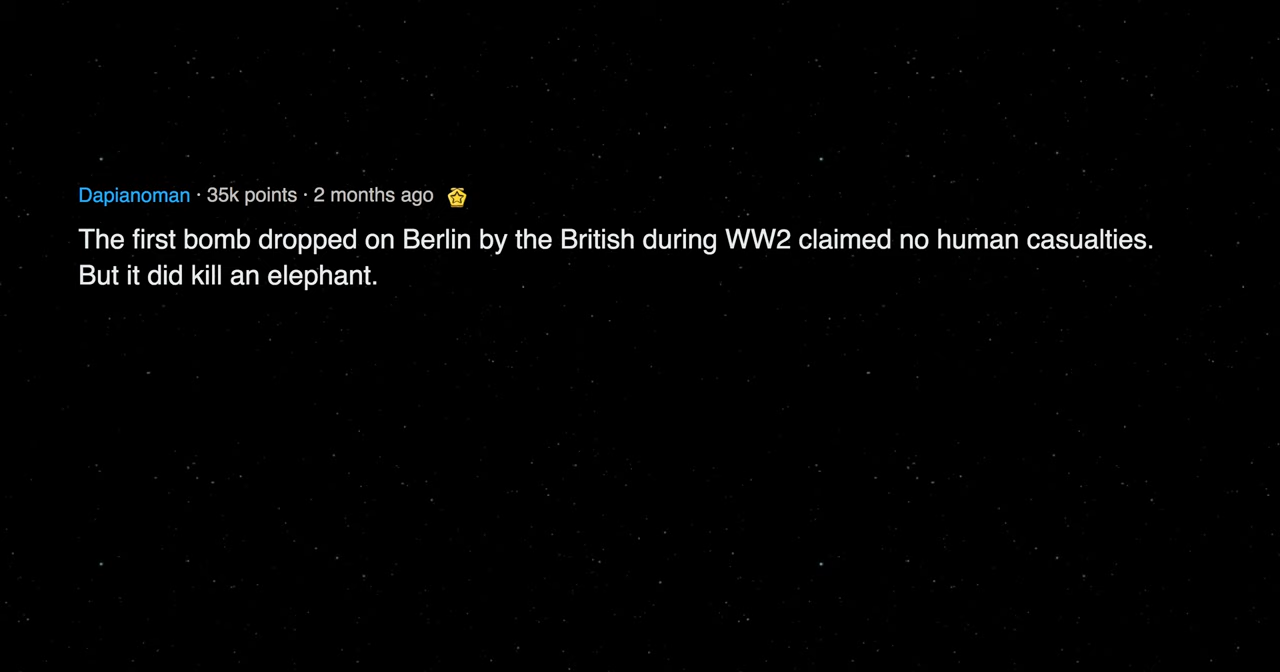 Dapianoman · 35k points · 2 months ago
The first bomb dropped on Berlin by the British during WW2 claimed no human casualties.
But it did kill an elephant.